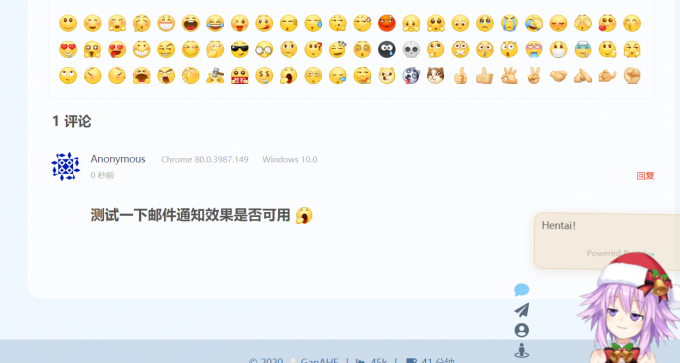 1 评论
Anonymous Chrome 80.0.3987.149 Windows 10.0
0 秒前
回复
测试一下邮件通知效果是否可用
Hentai!
Powered
© 2020 GanAHE | 45k | 41 分钟